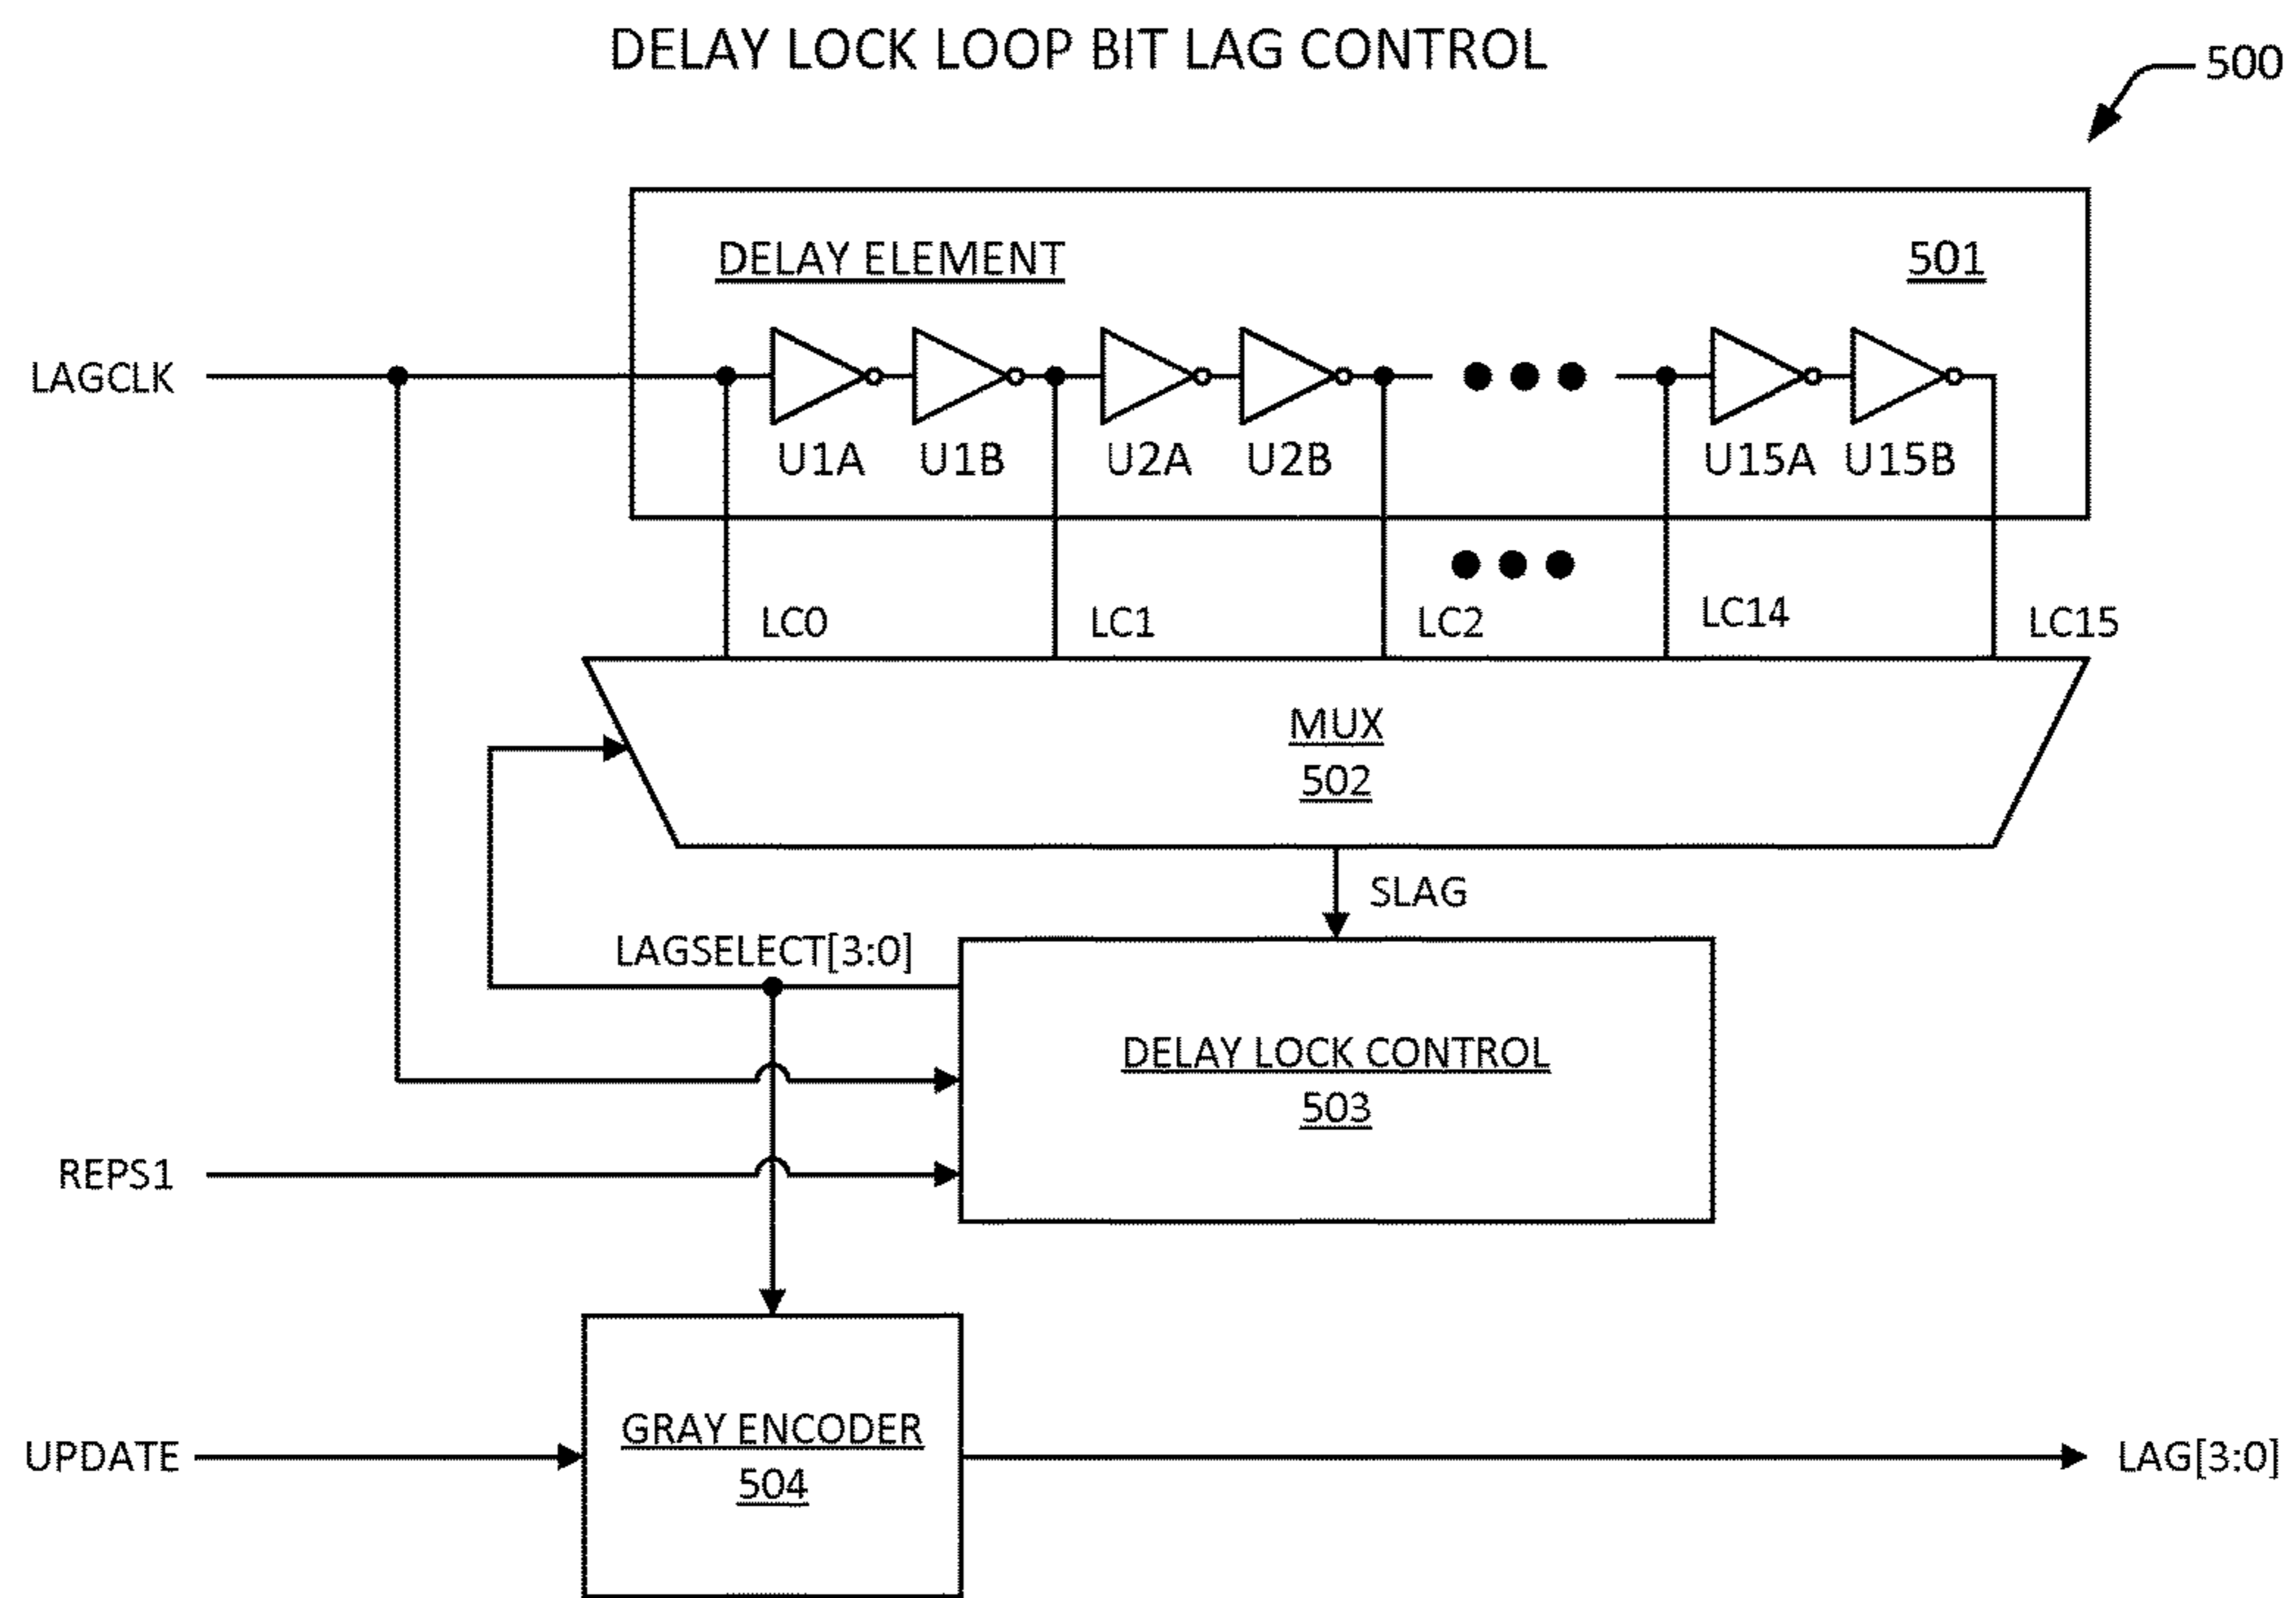 DELAY LOCK LOOP BIT LAG CONTROL
500
DELAY ELEMENT
501
LAGCLK
U1A
U1B
U2A
U2B
U15A
U15B
LC0
LC1
LC2
LC14
LC15
MUX
502
SLAG
LAGSELECT[3:0]
DELAY LOCK CONTROL
503
REPS1
GRAY ENCODER
504
UPDATE
LAG[3:0]